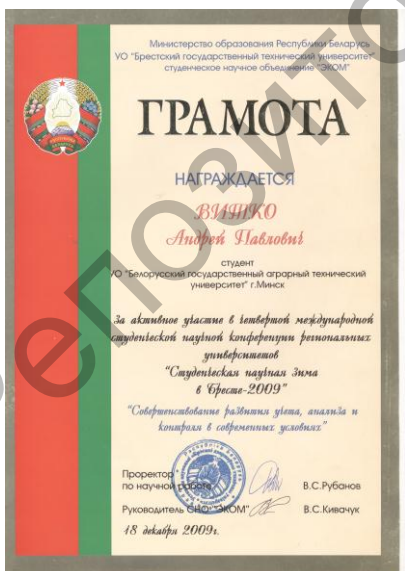 Министерство образования Республики Беларусь
УО "Брестский государственный технический университет"
студенческое научное объединение "ЭКОМ"
ГРАМОТА
НАГРАЖДАЕТСЯ
ВИТКО
Андрей Павлович
студент
УО "Белорусский государственный аграрный технический
университет" г.Минск
За активное участие в четвертой международной
студенческой научной конференции региональных
университетов
"Студенческая научная зима
в Бресте-2009"
"Совершенствование развития учета, анализа и
контроля в современных условиях"
Проректор
по научной работе
В.С.Рубанов
Руководитель СНО "ЭКОМ"
В.С.Кивачук
18 декабря 2009г.